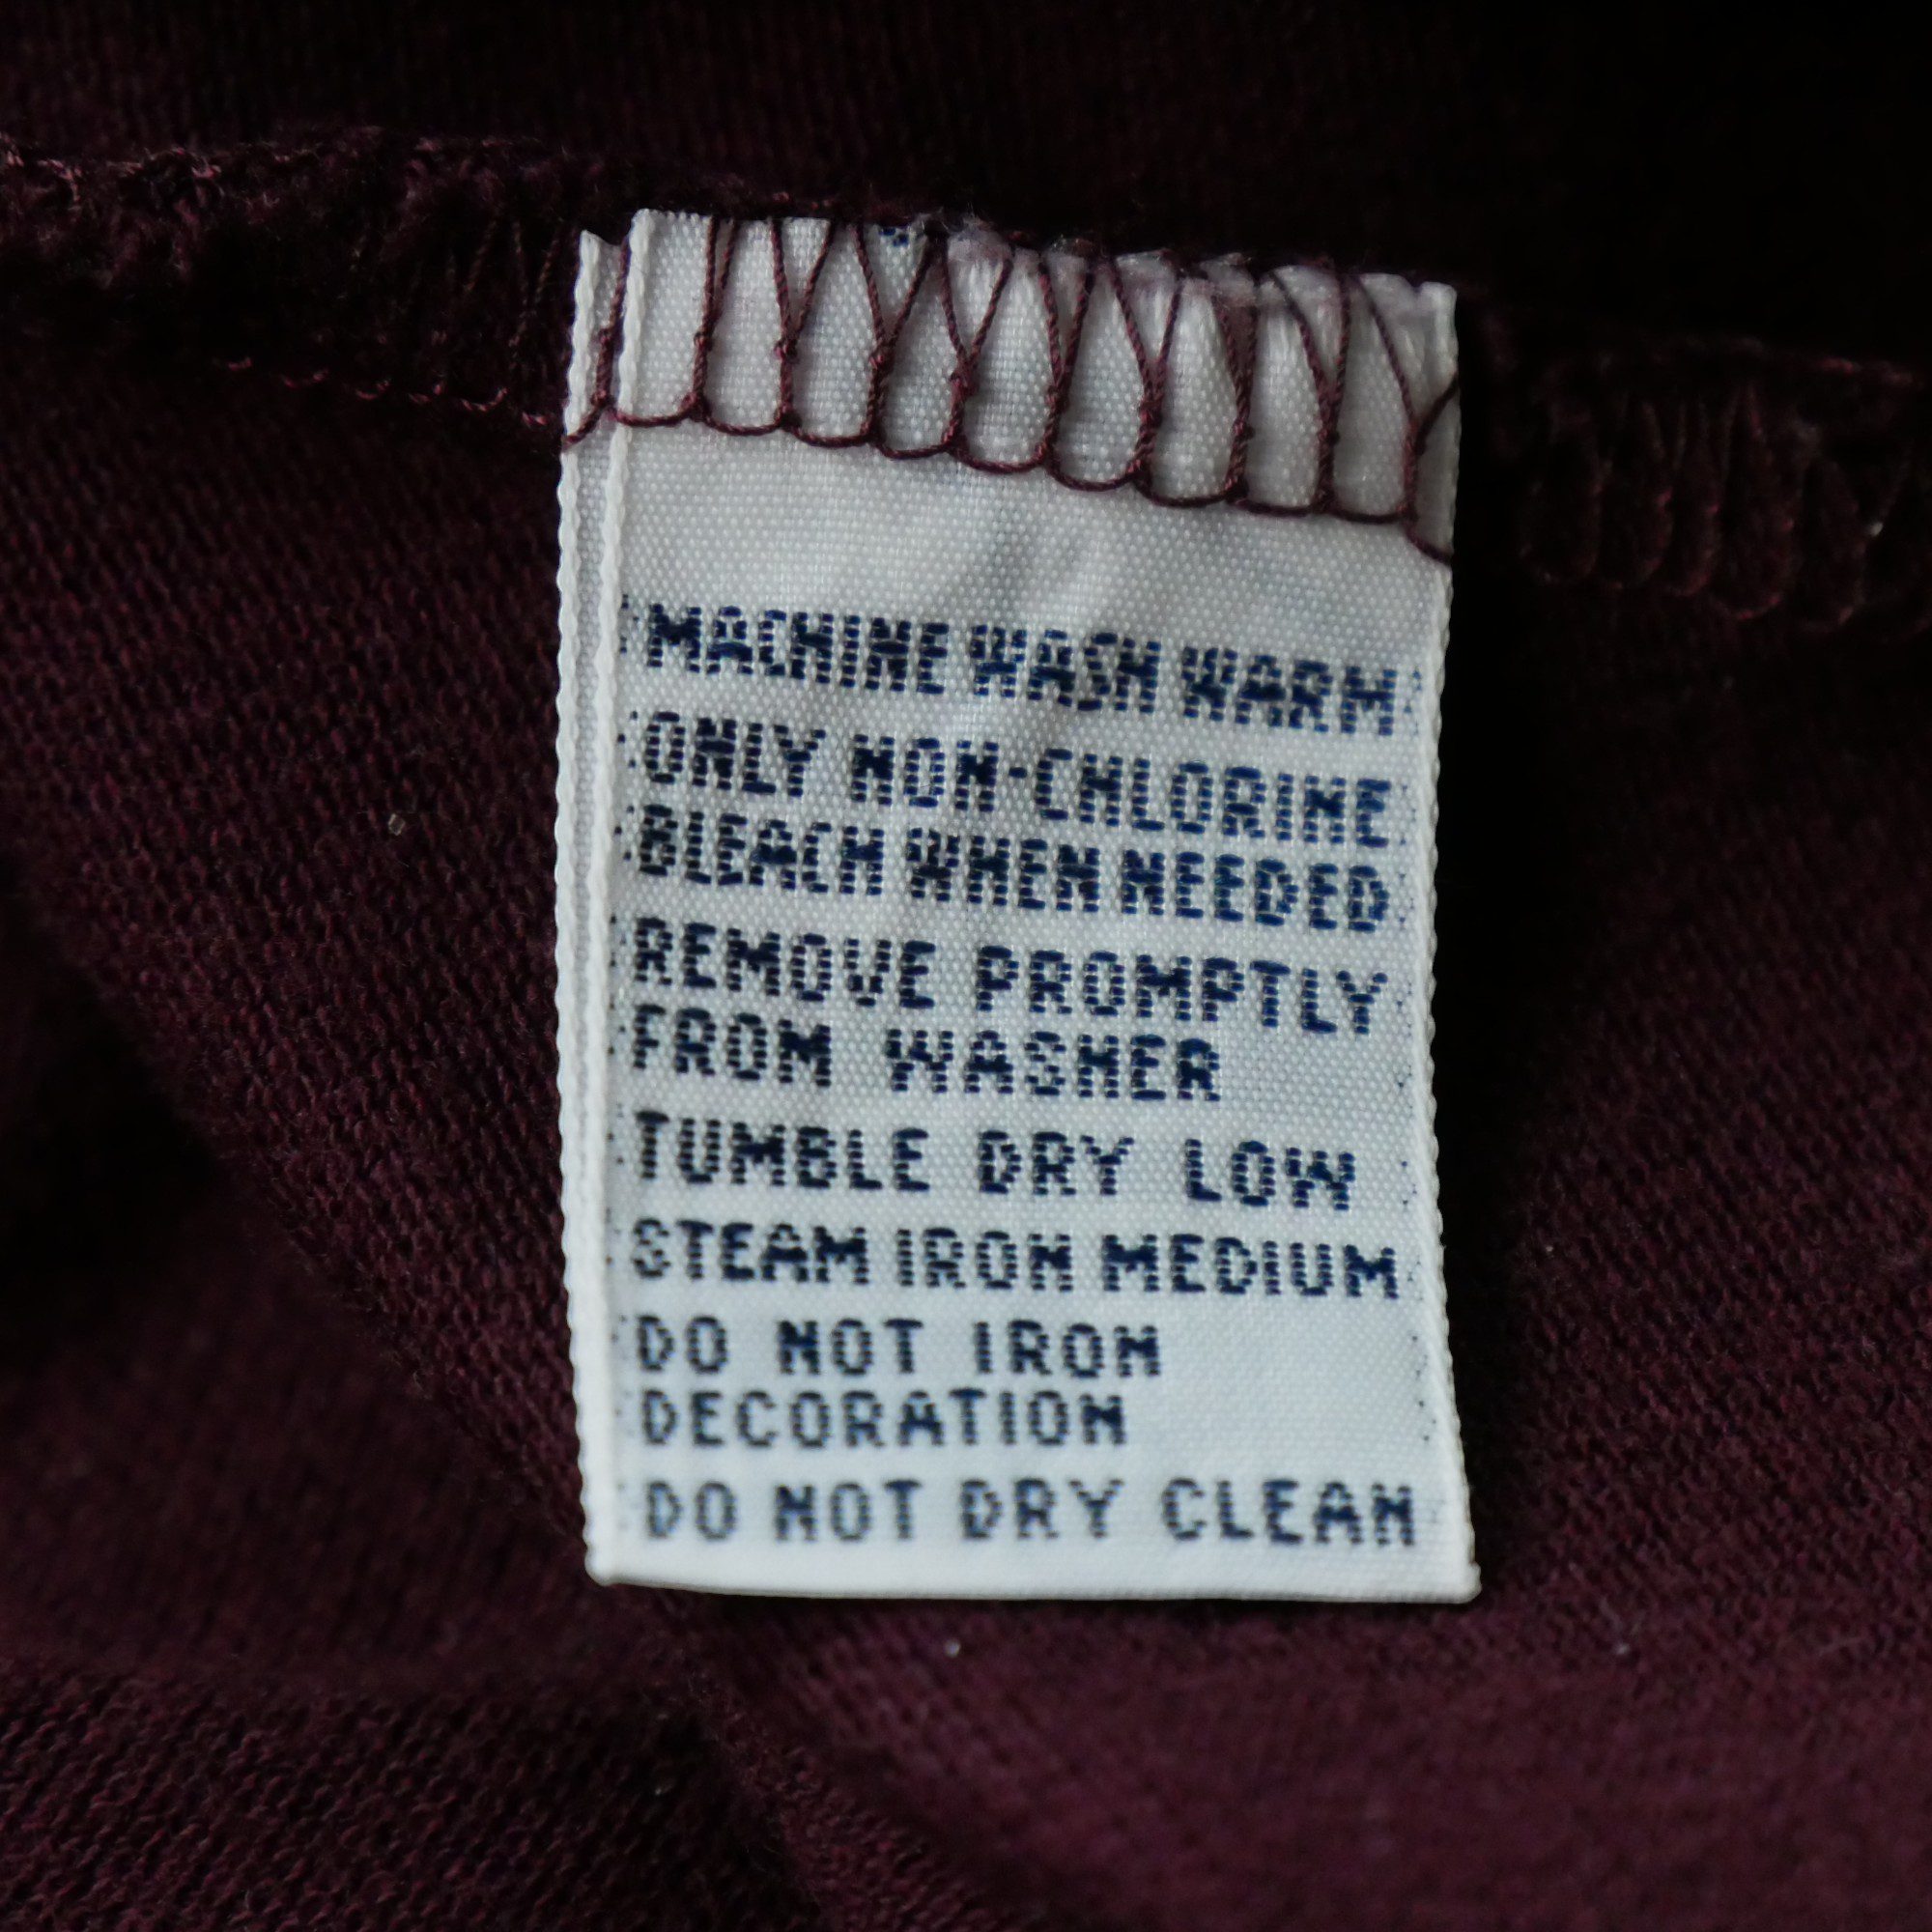 MACHINE WASH WARM
ONLY NON-CHLORINE
BLEACH WHEN NEEDED
REMOVE PROMPTLY
FROM WASHER
TUMBLE DRY LOW
STEAM IRON MEDIUM
DO NOT IRON
DECORATION
DO NOT DRY CLEAN